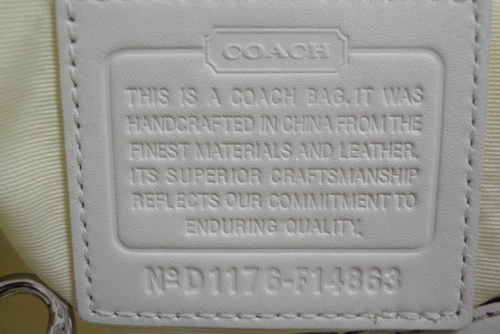 COACH
THIS IS A COACH BAG. IT WAS
HANDCRAFTED IN CHINA FROM THE
FINEST MATERIALS AND LEATHER.
ITS SUPERIOR CRAFTSMANSHIP
REFLECTS OUR COMMITMENT TO
ENDURING QUALITY.
No D1176-F14863